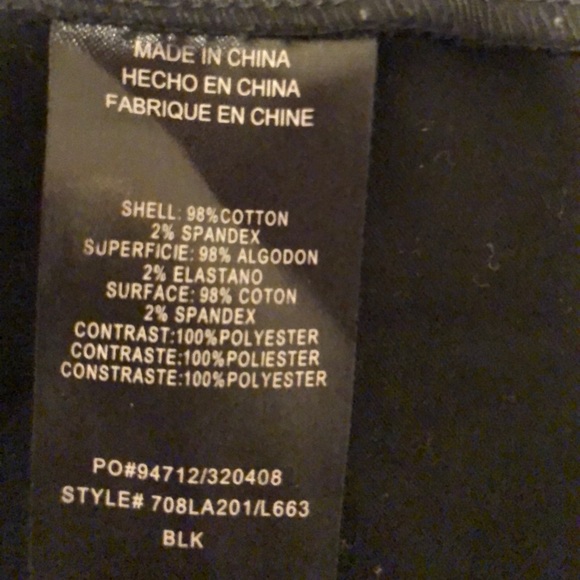 MADE IN CHINA
HECHO EN CHINA
FABRIQUE EN CHINE
SHELL: 98%COTTON
2% SPANDEX
SUPERFICIE: 98% ALGODON
2% ELASTANO
SURFACE: 98% COTON
2% SPANDEX
CONTRAST:100%POLYESTER
CONTRASTE:100%POLIESTER
CONSTRASTE:100%POLYESTER
PO#94712/320408
STYLE# 708LA201/L663
BLK